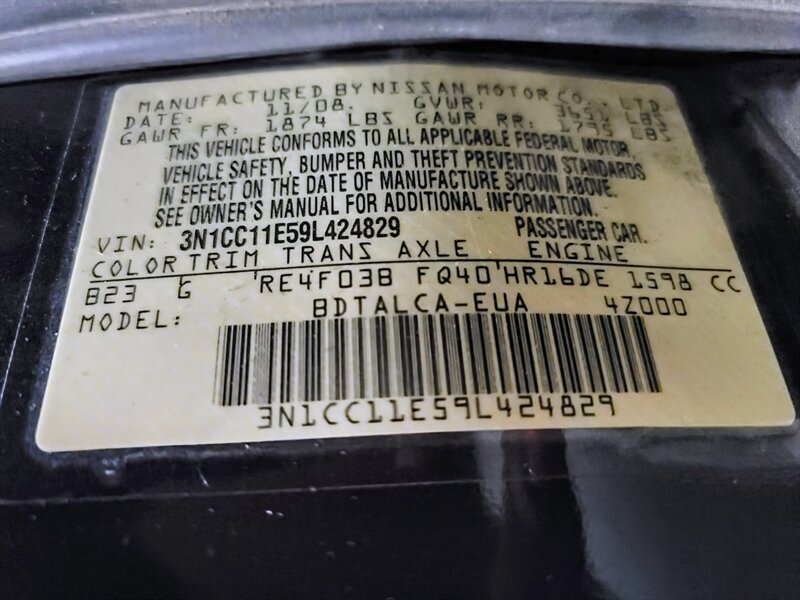 MANUFACTURED BY NISSAN MOTOR CO., LTD.
DATE: 11/08. GVWR: LBS
GAWR FR: 1874 LBS GAWR RR: 1795 LBS
THIS VEHICLE CONFORMS TO ALL APPLICABLE FEDERAL MOTOR
VEHICLE SAFETY, BUMPER AND THEFT PREVENTION STANDARDS
IN EFFECT ON THE DATE OF MANUFACTURE SHOWN ABOVE.
SEE OWNER'S MANUAL FOR ADDITIONAL INFORMATION.
VIN: 3N1CC11E59L424829 PASSENGER CAR.
COLOR TRIM TRANS AXLE ENGINE
B23 G RE4F03B FQ40 HR16DE 1598 CC
MODEL: BDTALCA-EUA 4Z000
3N1CC11E59L424829